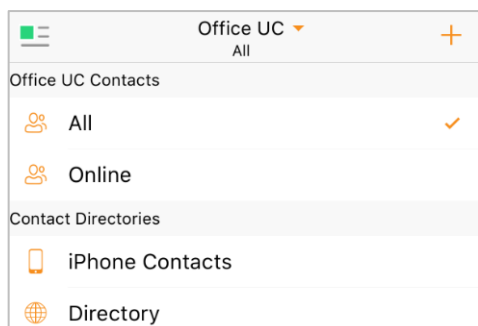 Office UC
All
Office UC Contacts
All
Online
Contact Directories
iPhone Contacts
Directory